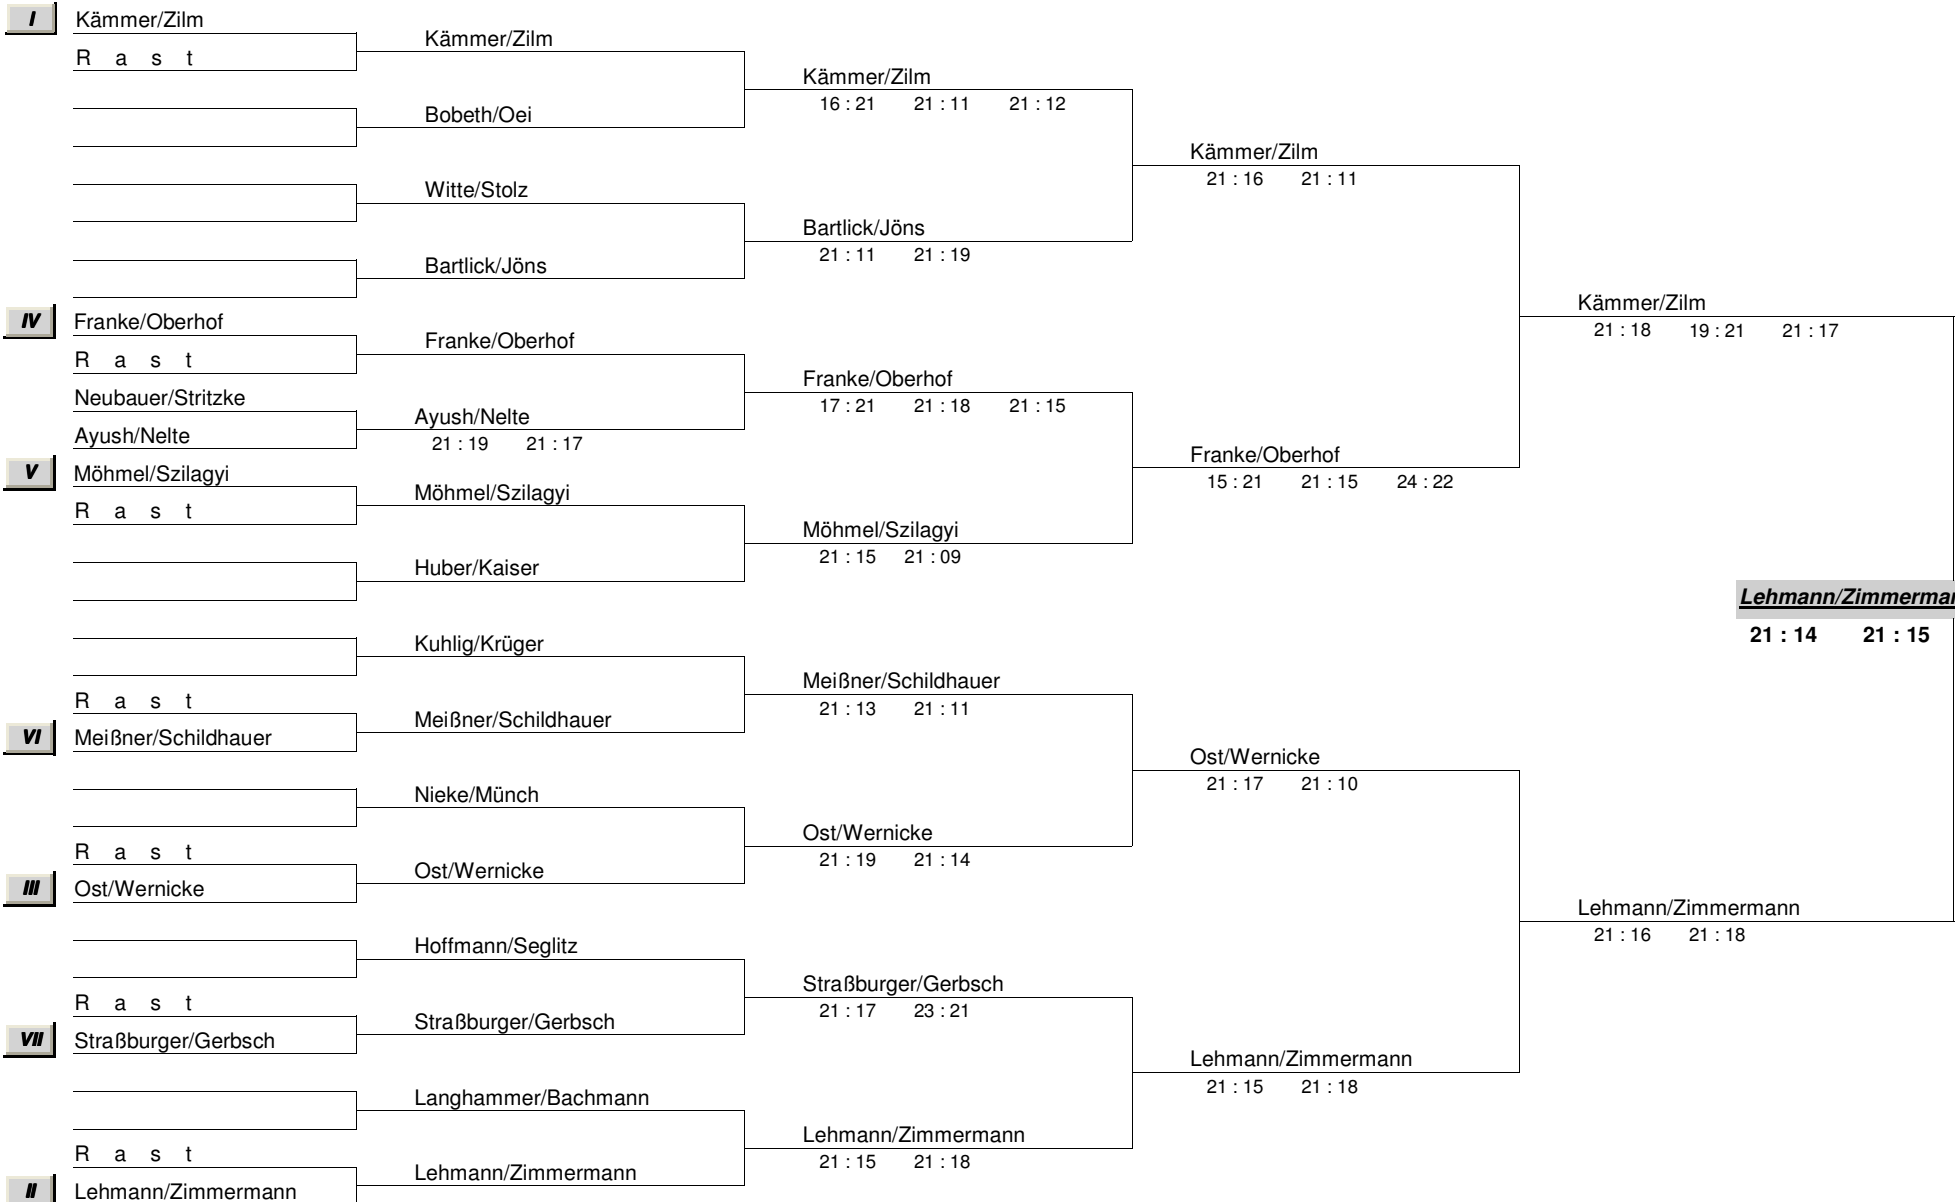 I Kämmer/Zilm
Kämmer/Zilm
R a s t
Kämmer/Zilm
16 : 21 21 : 11 21 : 12
Bobeth/Oei
Kämmer/Zilm
21 : 16 21 : 11
Witte/Stolz
Bartlick/Jöns
21 : 11 21 : 19
Bartlick/Jöns
Kämmer/Zilm
21 : 18 19 : 21 21 : 17
IV Franke/Oberhof
Franke/Oberhof
R a s t
Franke/Oberhof
17 : 21 21 : 18 21 : 15
Neubauer/Stritzke
Ayush/Nelte
Ayush/Nelte
21 : 19 21 : 17
Franke/Oberhof
15 : 21 21 : 15 24 : 22
V Möhmel/Szilagyi
Möhmel/Szilagyi
R a s t
Möhmel/Szilagyi
21 : 15 21 : 09
Huber/Kaiser
Lehmann/Zimmerman
21 : 14 21 : 15
Kuhlig/Krüger
Meißner/Schildhauer
21 : 13 21 : 11
R a s t
Meißner/Schildhauer
VI Meißner/Schildhauer
Ost/Wernicke
21 : 17 21 : 10
Nieke/Münch
Ost/Wernicke
21 : 19 21 : 14
R a s t
Ost/Wernicke
III Ost/Wernicke
Lehmann/Zimmermann
21 : 16 21 : 18
Hoffmann/Seglitz
Straßburger/Gerbsch
21 : 17 23 : 21
R a s t
Straßburger/Gerbsch
VII Straßburger/Gerbsch
Lehmann/Zimmermann
21 : 15 21 : 18
Langhammer/Bachmann
Lehmann/Zimmermann
21 : 15 21 : 18
R a s t
Lehmann/Zimmermann
II Lehmann/Zimmermann